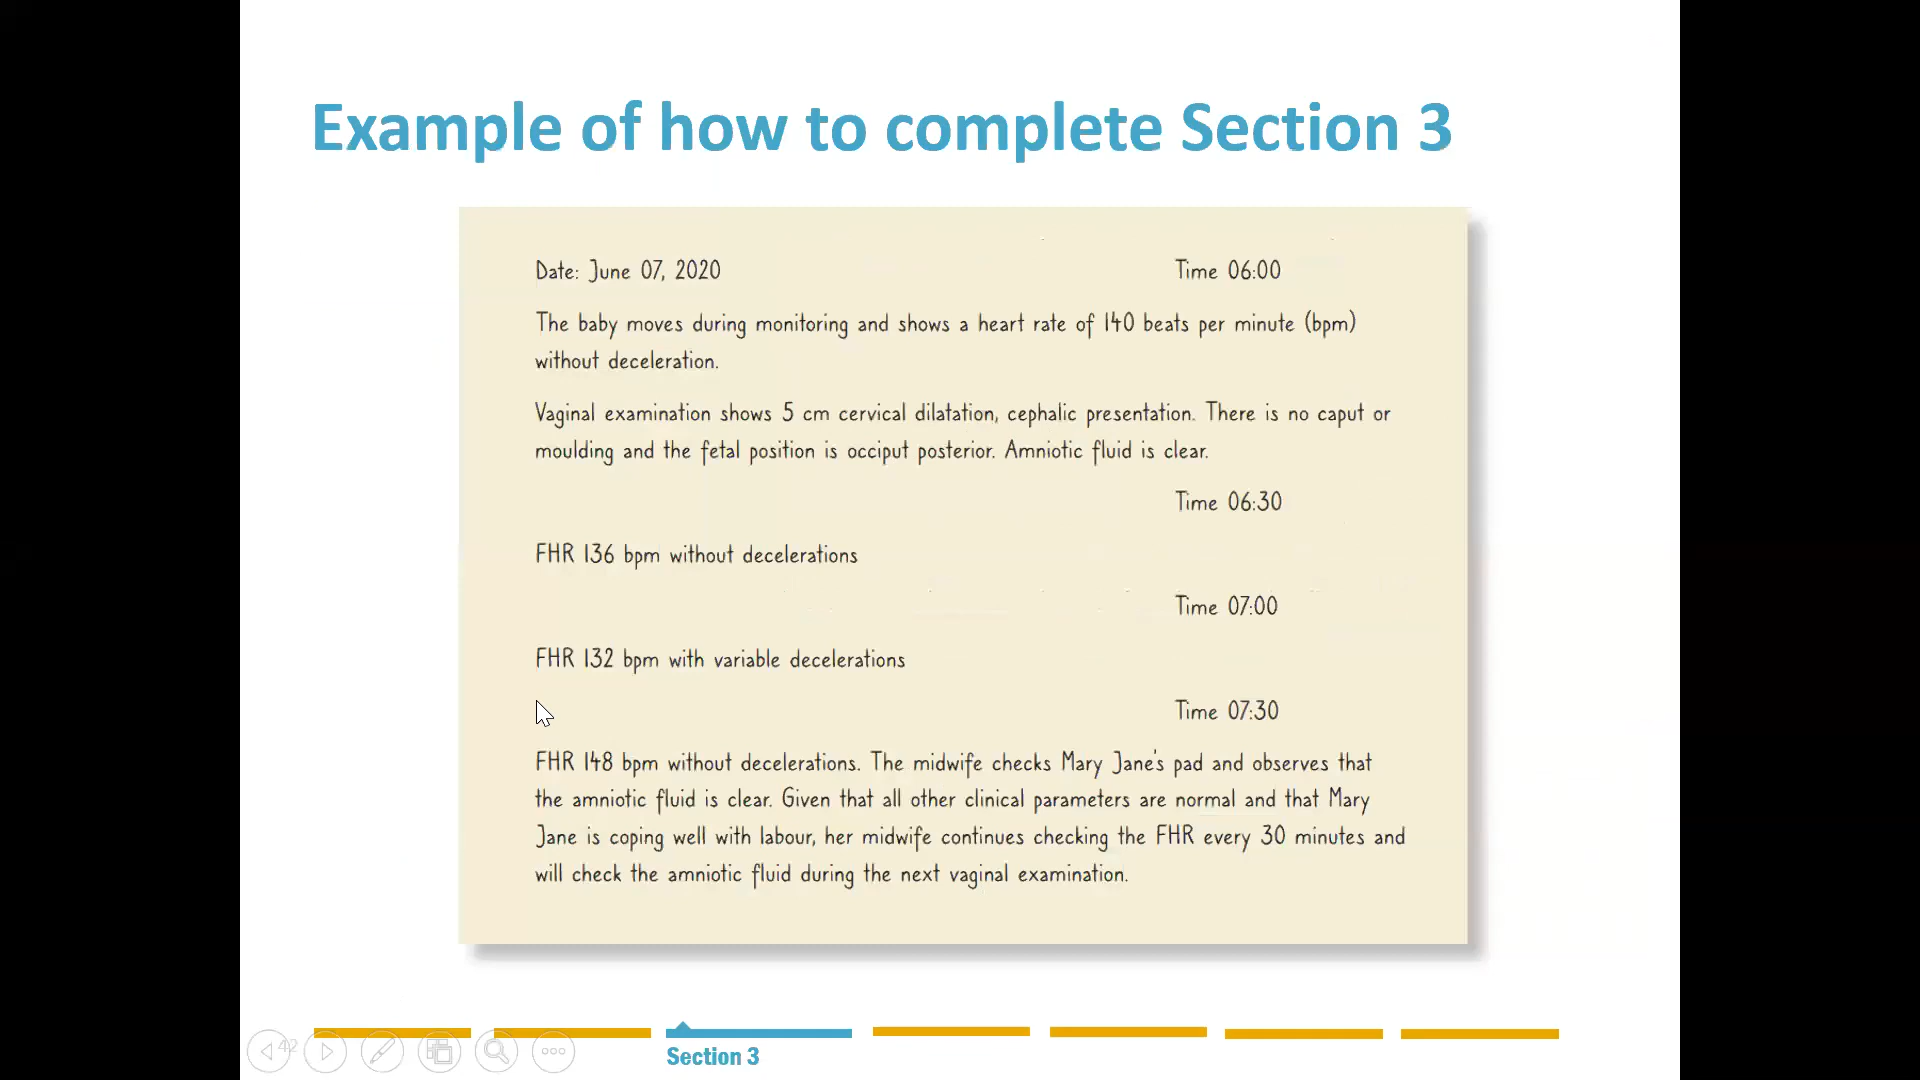 Example of how to complete Section 3
Date: June 07, 2020 Time 06:00
The baby moves during monitoring and shows a heart rate of 140 beats per minute (bpm)
without deceleration.
Vaginal examination shows 5 cm cervical dilatation, cephalic presentation. There is no caput or
moulding and the fetal position is occiput posterior. Amniotic fluid is clear.
Time 06:30
FHR 136 bpm without decelerations
Time 07:00
FHR 132 bpm with variable decelerations
Time 07:30
FHR 148 bpm without decelerations. The midwife checks Mary Jane's pad and observes that
the amniotic fluid is clear. Given that all other clinical parameters are normal and that Mary
Jane is coping well with labour, her midwife continues checking the FHR every 30 minutes and
will check the amniotic fluid during the next vaginal examination.
42
Section 3